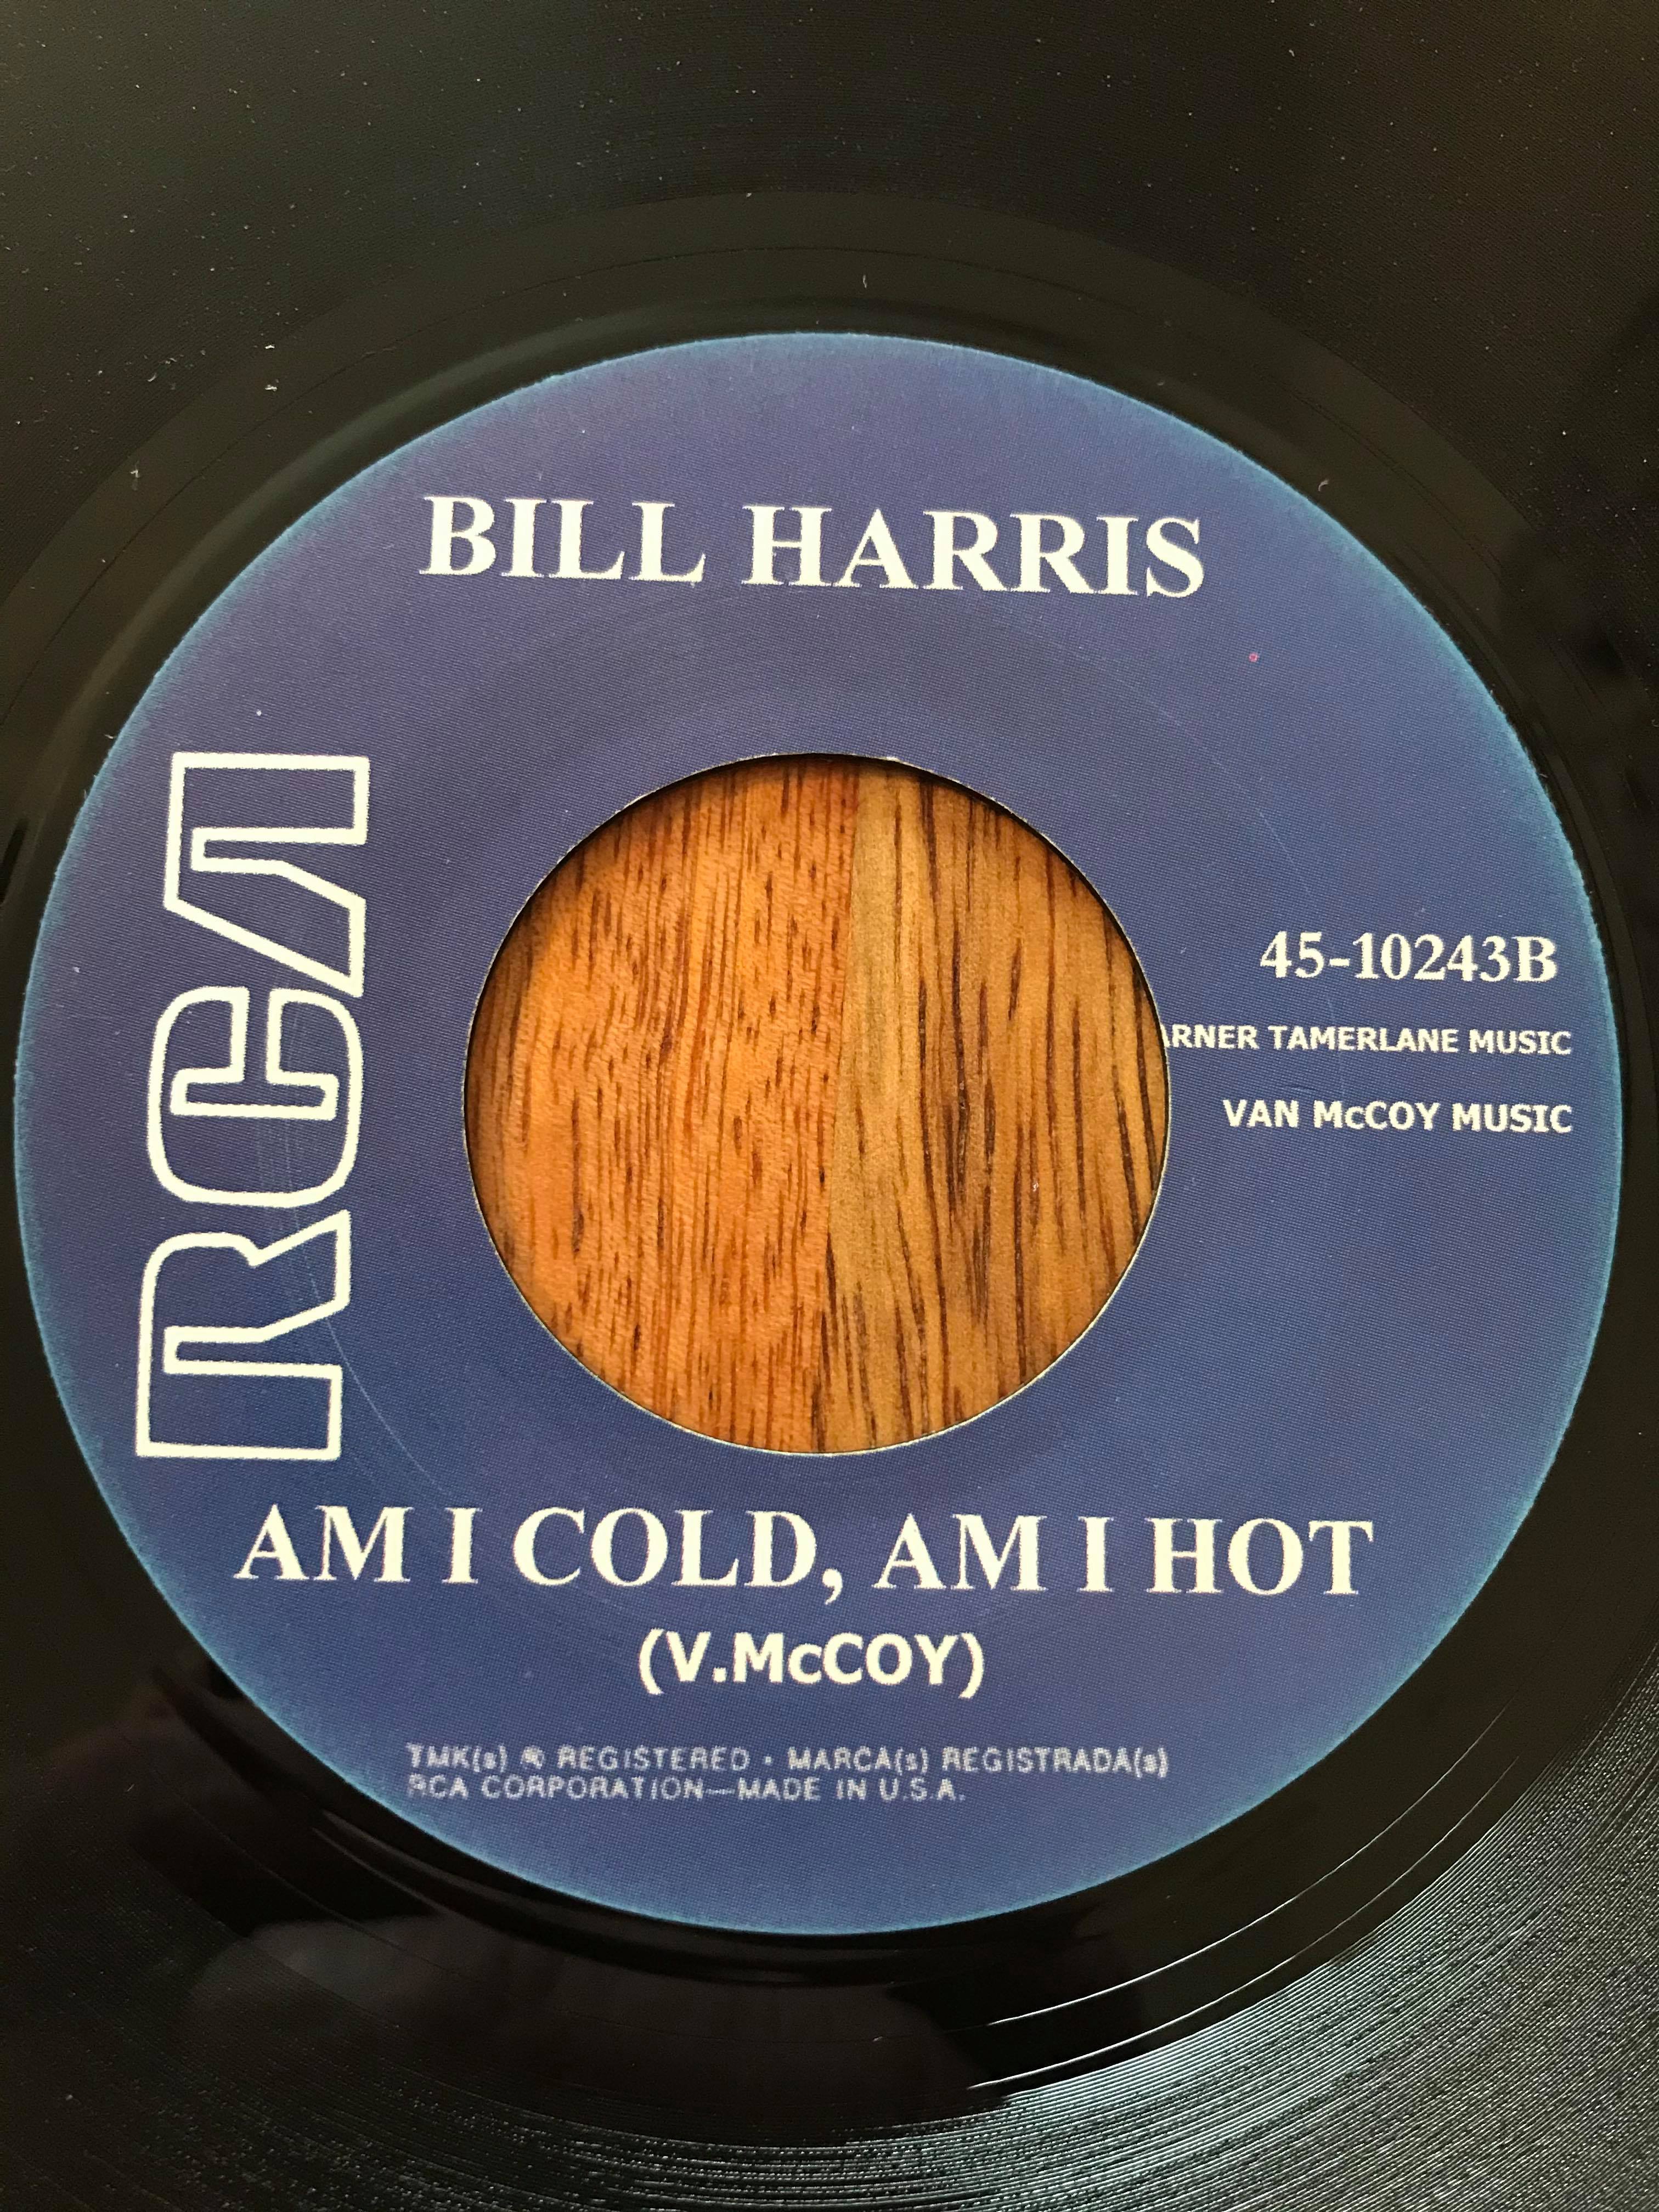 BILL HARRIS
RCA
45-10243B
ARNER TAMERLANE MUSIC
VAN McCOY MUSIC
AM I COLD, AM I HOT
(V.McCOY)
TMK(s) ® REGISTERED • MARCA(s) REGISTRADA(s)
RCA CORPORATION—MADE IN U.S.A.